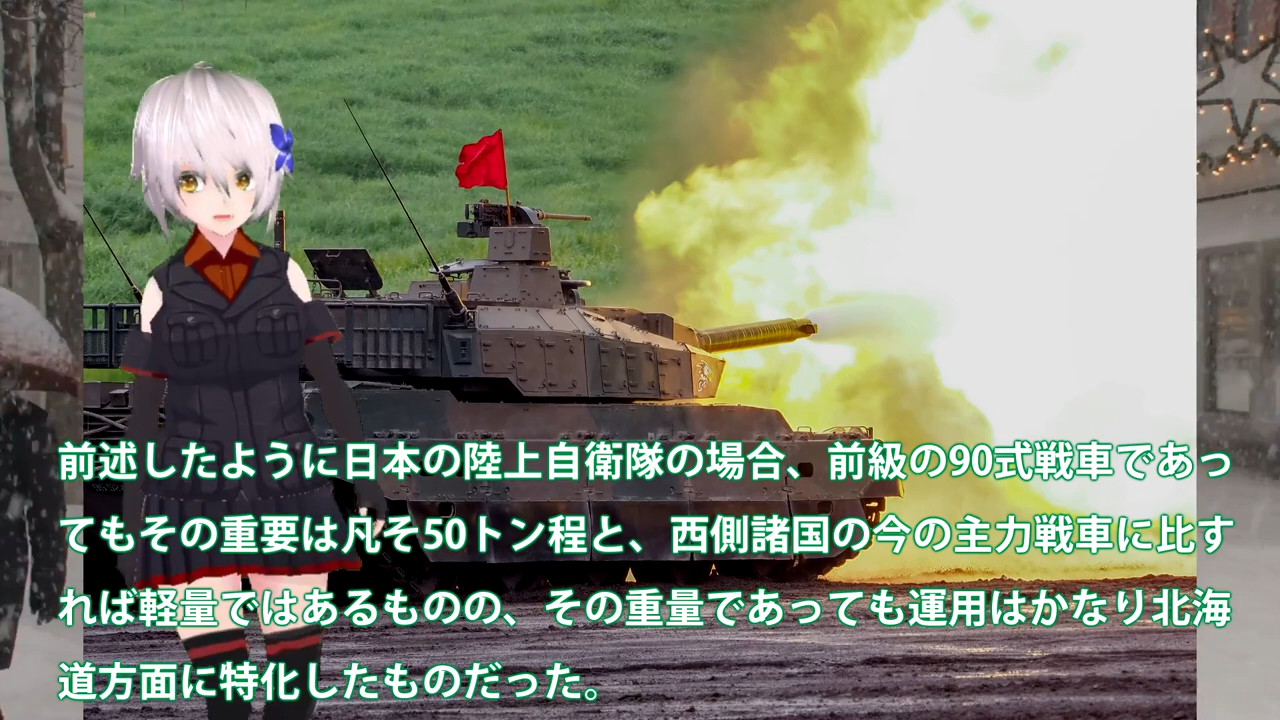 前述したように日本の陸上自衛隊の場合、前級の90式戦車であっ
てもその重要は凡そ50トン程と、西側諸国の今の主力戦車に比す
れば軽量ではあるものの、その重量であっても運用はかなり北海
道方面に特化したものだった。